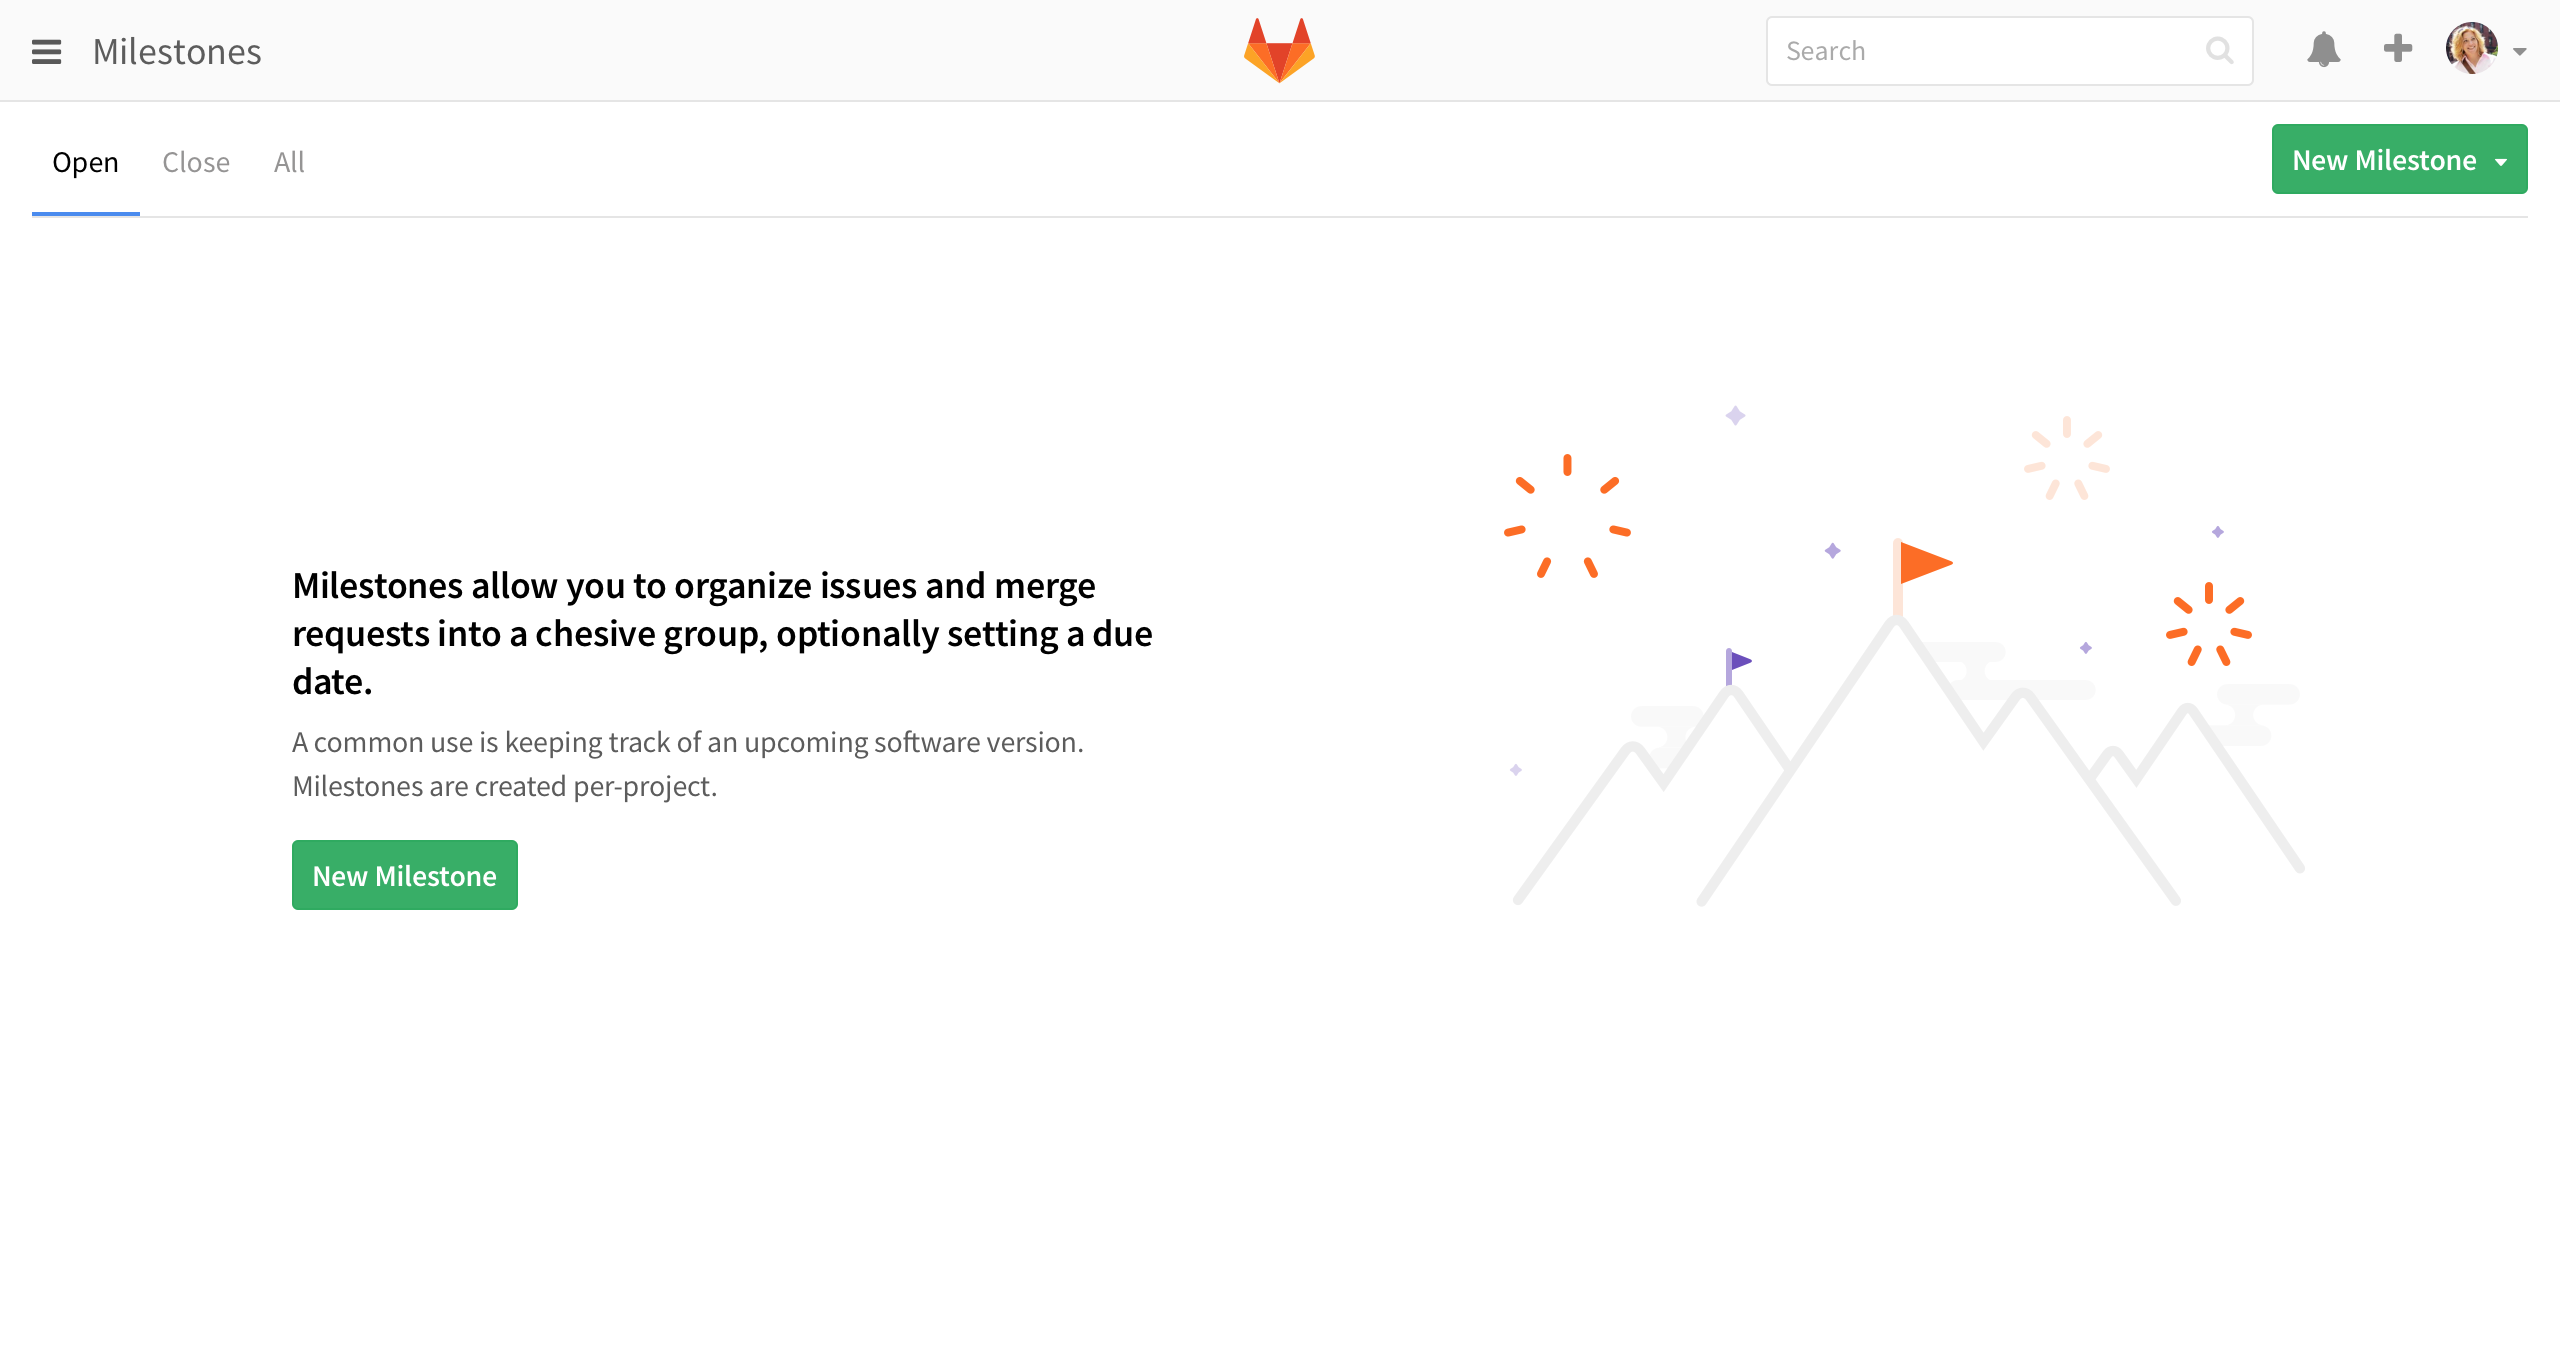 Milestones
Search
Open
Close
All
New Milestone
Milestones allow you to organize issues and merge
requests into a chesive group, optionally setting a due
date.
A common use is keeping track of an upcoming software version.
Milestones are created per-project.
New Milestone